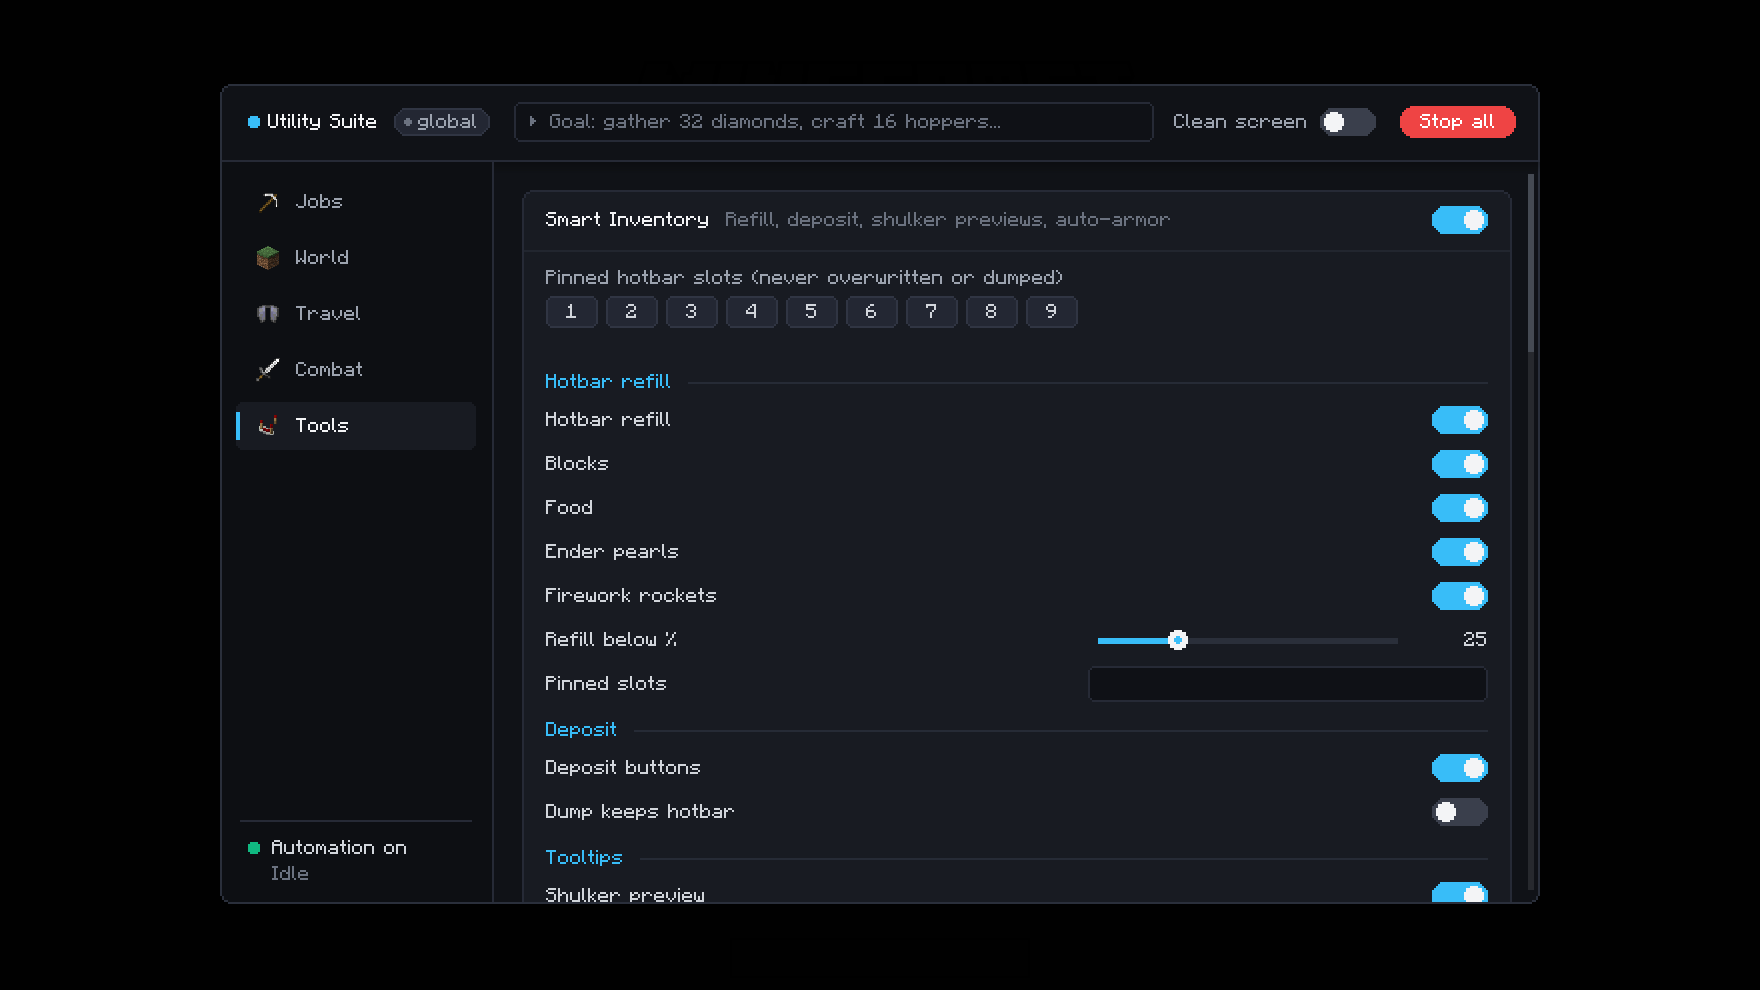 Utility Suite
global
Goal: gather 32 diamonds, craft 16 hoppers...
Clean screen
Stop all
Jobs
World
Travel
Combat
Tools
Automation on
Idle
Smart Inventory Refill, deposit, shulker previews, auto-armor
Pinned hotbar slots (never overwritten or dumped)
1 2 3 4 5 6 7 8 9
Hotbar refill
Hotbar refill
Blocks
Food
Ender pearls
Firework rockets
Refill below % 25
Pinned slots
Deposit
Deposit buttons
Dump keeps hotbar
Tooltips
Shulker preview